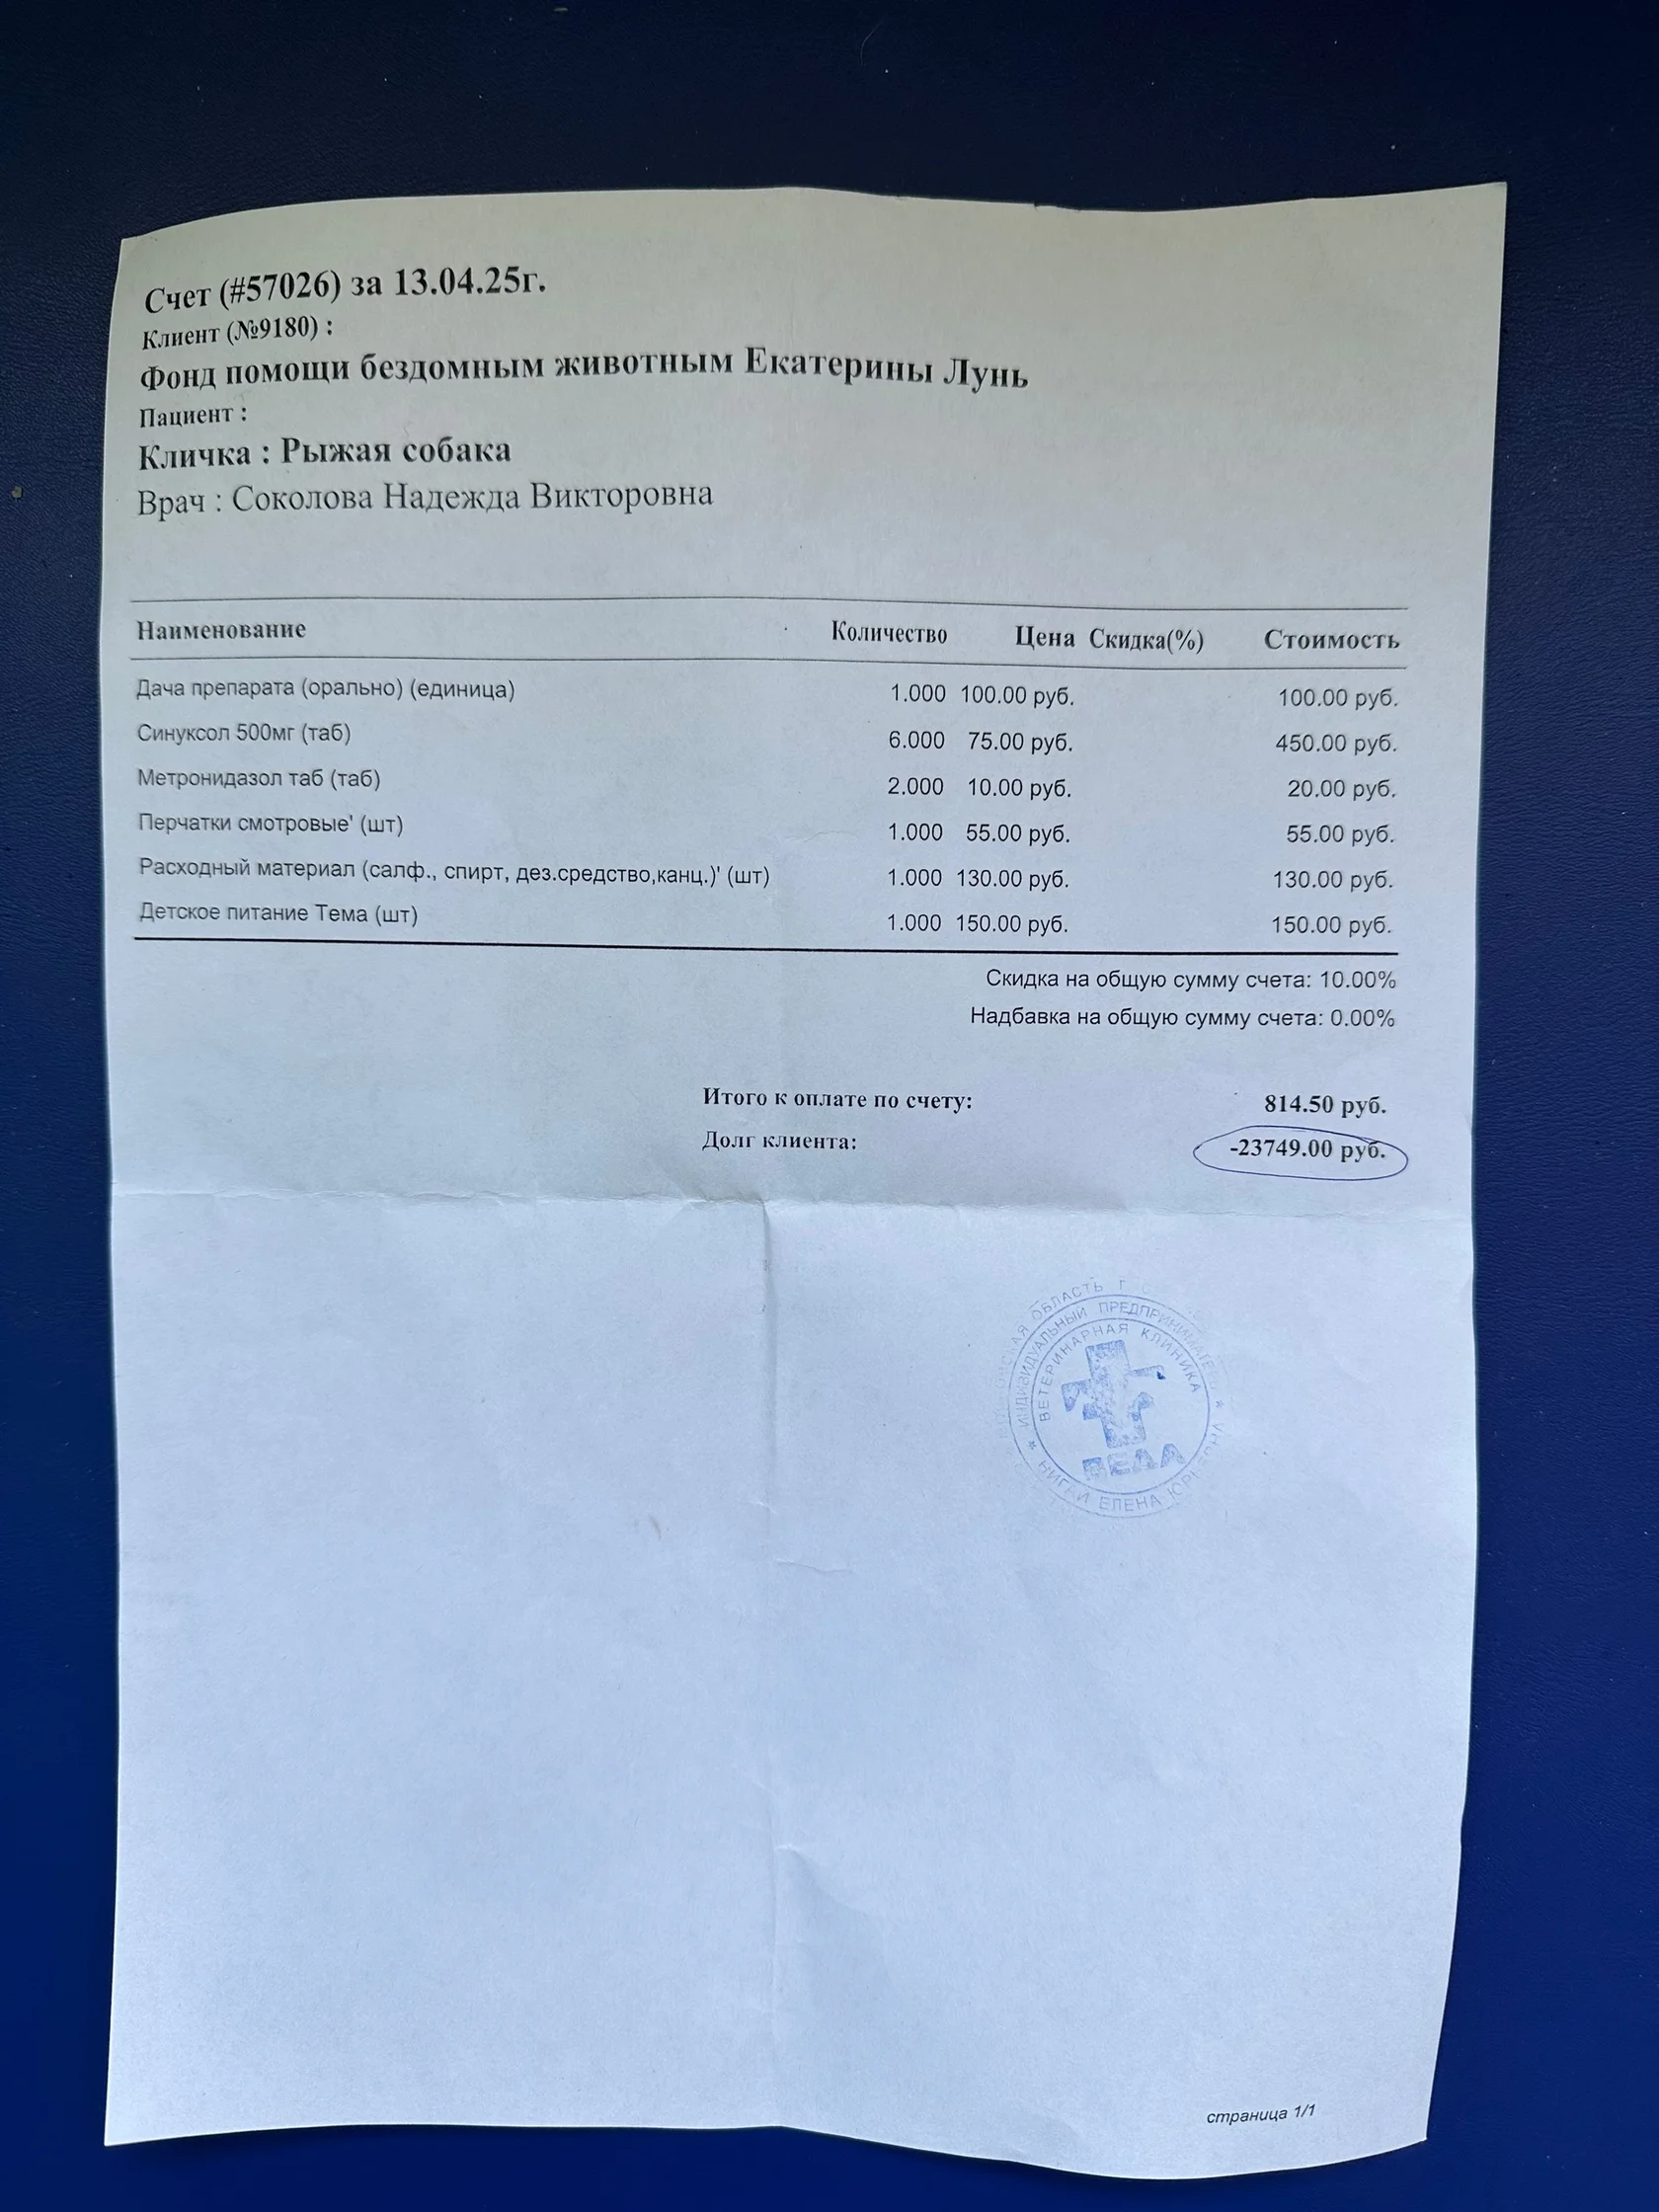 Счет (#57026) за 13.04.25г.
Клиент (№9180) :
Фонд помощи бездомным животным Екатерины Лунь
Пациент :
Кличка : Рыжая собака
Врач : Соколова Надежда Викторовна
Наименование Количество Цена Скидка(%) Стоимость
Дача препарата (орально) (единица) 1.000 100.00 руб. 100.00 руб.
Синуксол 500мг (таб) 6.000 75.00 руб. 450.00 руб.
Метронидазол таб (таб) 2.000 10.00 руб. 20.00 руб.
Перчатки смотровые' (шт) 1.000 55.00 руб. 55.00 руб.
Расходный материал (салф., спирт, дез.средство,канц.)' (шт) 1.000 130.00 руб. 130.00 руб.
Детское питание Тема (шт) 1.000 150.00 руб. 150.00 руб.
Скидка на общую сумму счета: 10.00%
Надбавка на общую сумму счета: 0.00%
Итого к оплате по счету: 814.50 руб.
Долг клиента: -23749.00 руб.
ОБЛАСТЬ Г
ИНДИВИДУАЛЬНЫЙ ПРЕДПРИНИМАТЕЛЬ
ВЕТЕРИНАРНАЯ КЛИНИКА
ВЕДА
ЕЛЕНА
страница 1/1